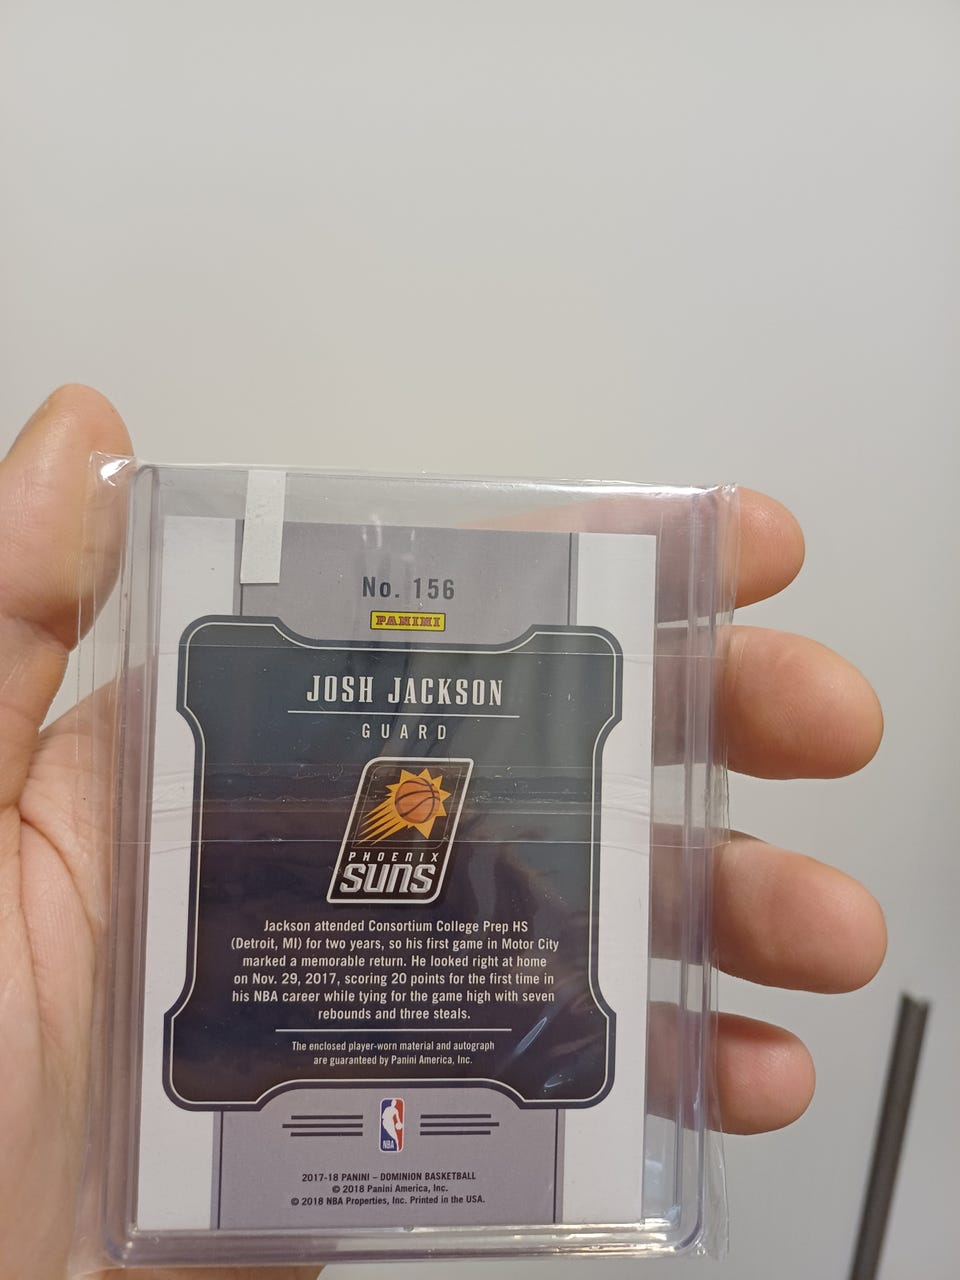 No. 156
PANINI
JOSH JACKSON
GUARD
PHOENIX
SUNS
Jackson attended Consortium College Prep HS
(Detroit, MI) for two years, so his first game in Motor City
marked a memorable return. He looked right at home
on Nov. 29, 2017, scoring 20 points for the first time in
his NBA career while tying for the game high with seven
rebounds and three steals.
The enclosed player-worn material and autograph
are guaranteed by Panini America, Inc.
NBA
2017-18 PANINI – DOMINION BASKETBALL
© 2018 Panini America, Inc.
© 2018 NBA Properties, Inc. Printed in the USA.